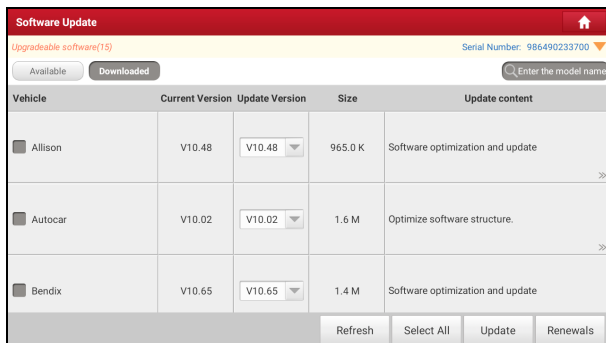 Software Update
Upgradeable software(15)
Serial Number: 986490233700
Available
Downloaded
Enter the model name
Vehicle Current Version Update Version Size Update content
Allison V10.48 V10.48 965.0 K Software optimization and update
Autocar V10.02 V10.02 1.6 M Optimize software structure.
Bendix V10.65 V10.65 1.4 M Software optimization and update
Refresh Select All Update Renewals